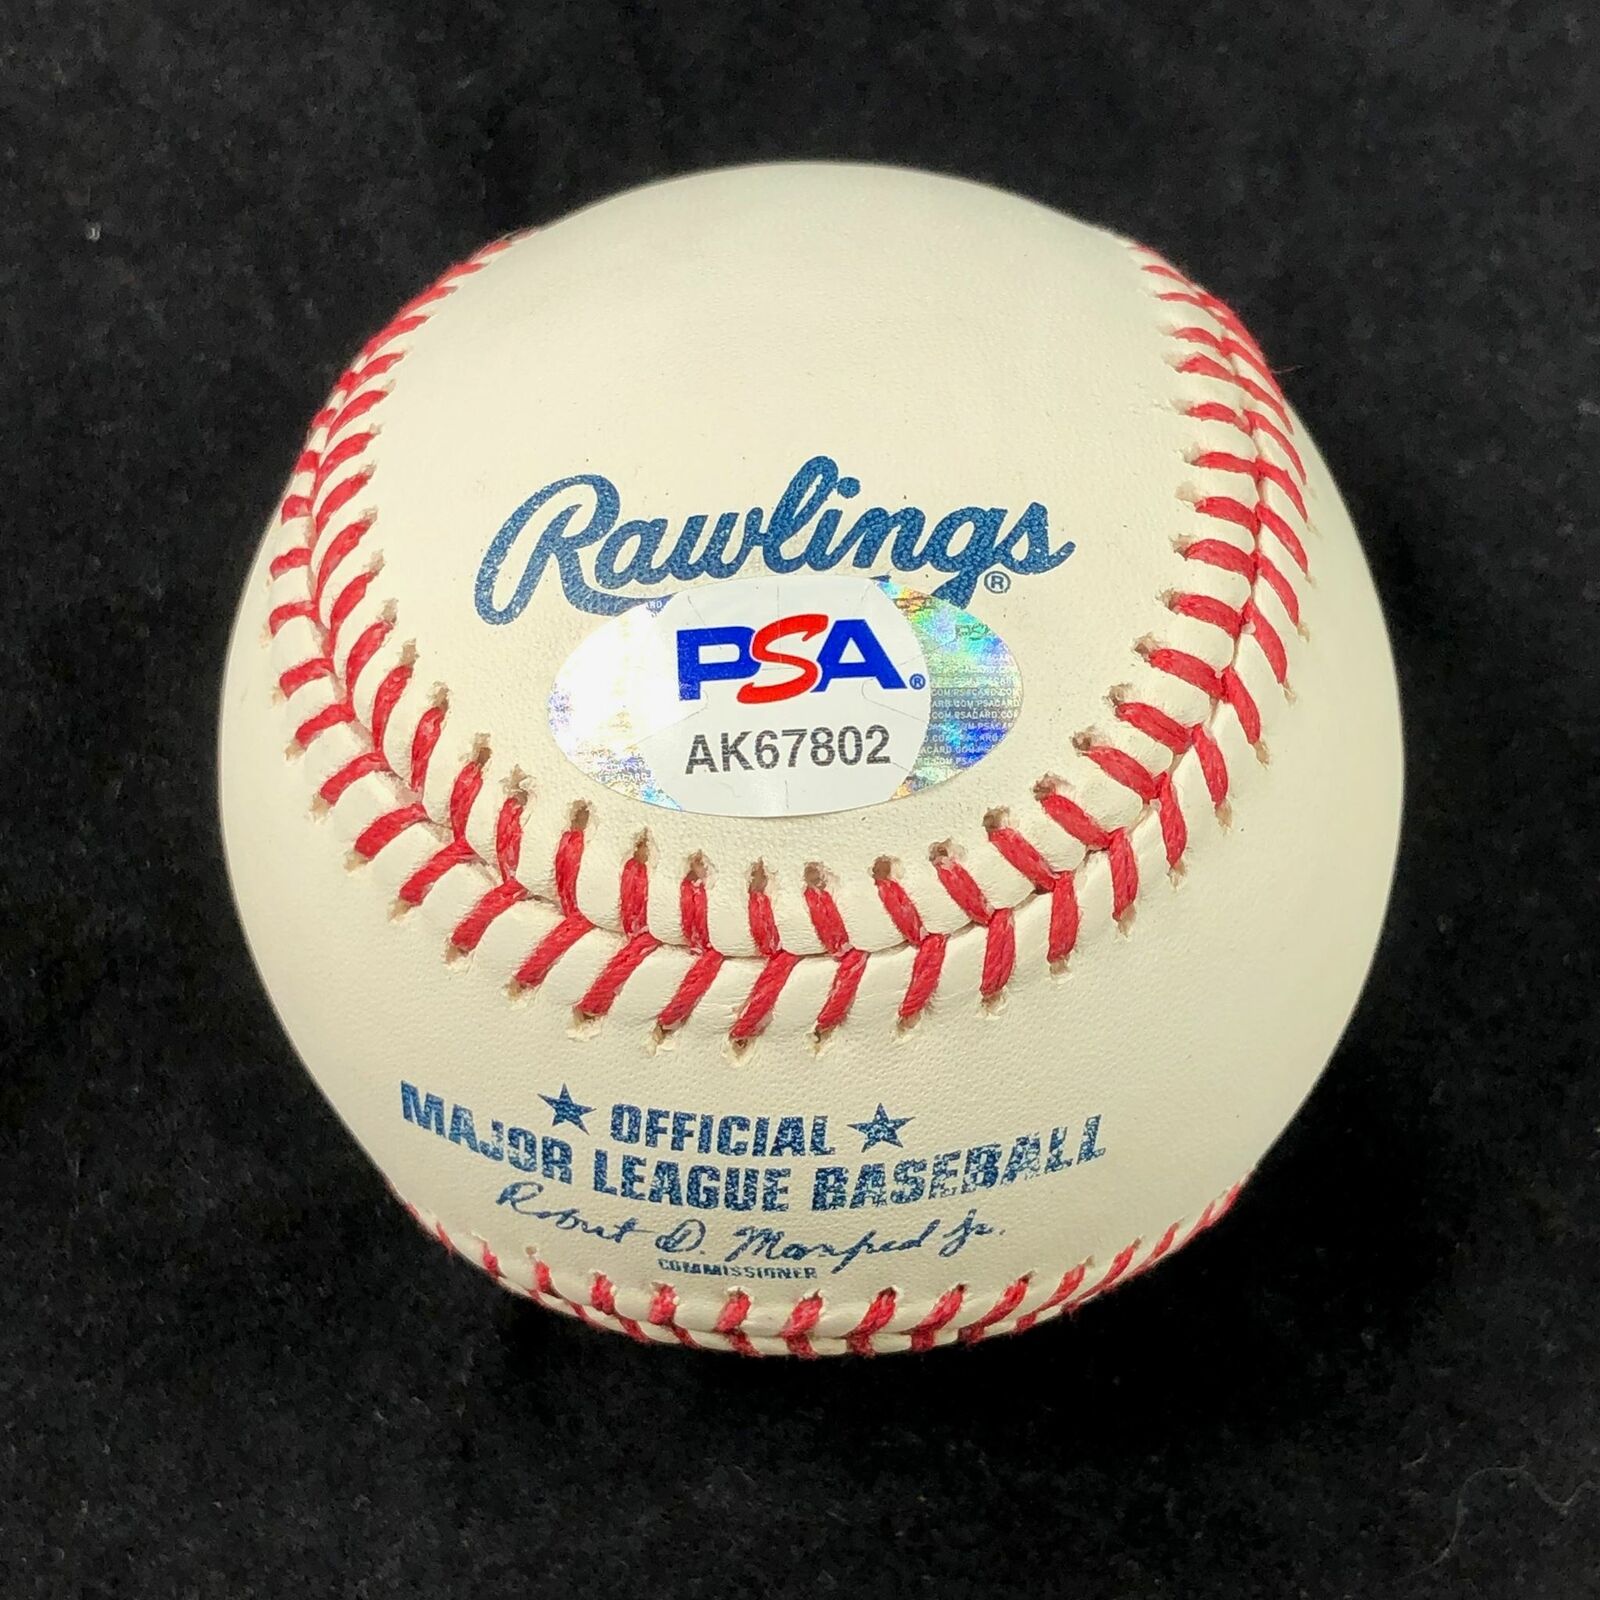 Rawlings®
PSA®
AK67802
★ OFFICIAL ★
MAJOR LEAGUE BASEBALL
Robert D. Manfred Jr.
COMMISSIONER